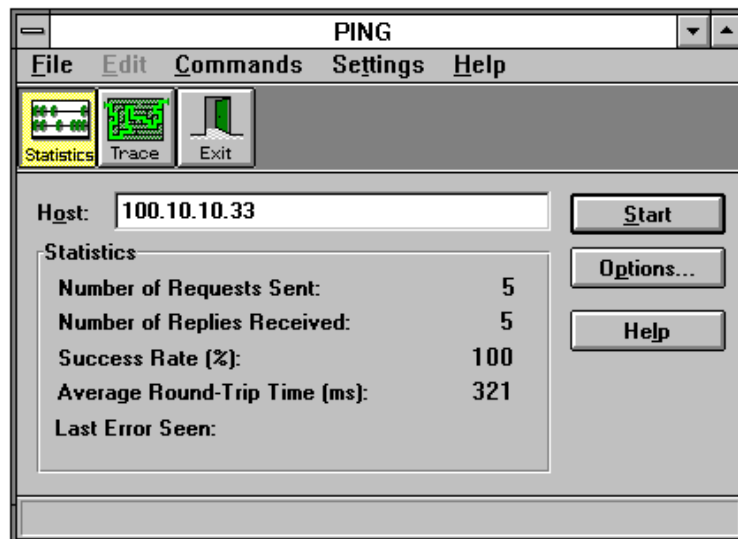 PING
File Edit Commands Settings Help
Statistics Trace Exit
Host: 100.10.10.33
Start
Statistics
Options...
Number of Requests Sent: 5
Number of Replies Received: 5
Help
Success Rate (%): 100
Average Round-Trip Time (ms): 321
Last Error Seen: